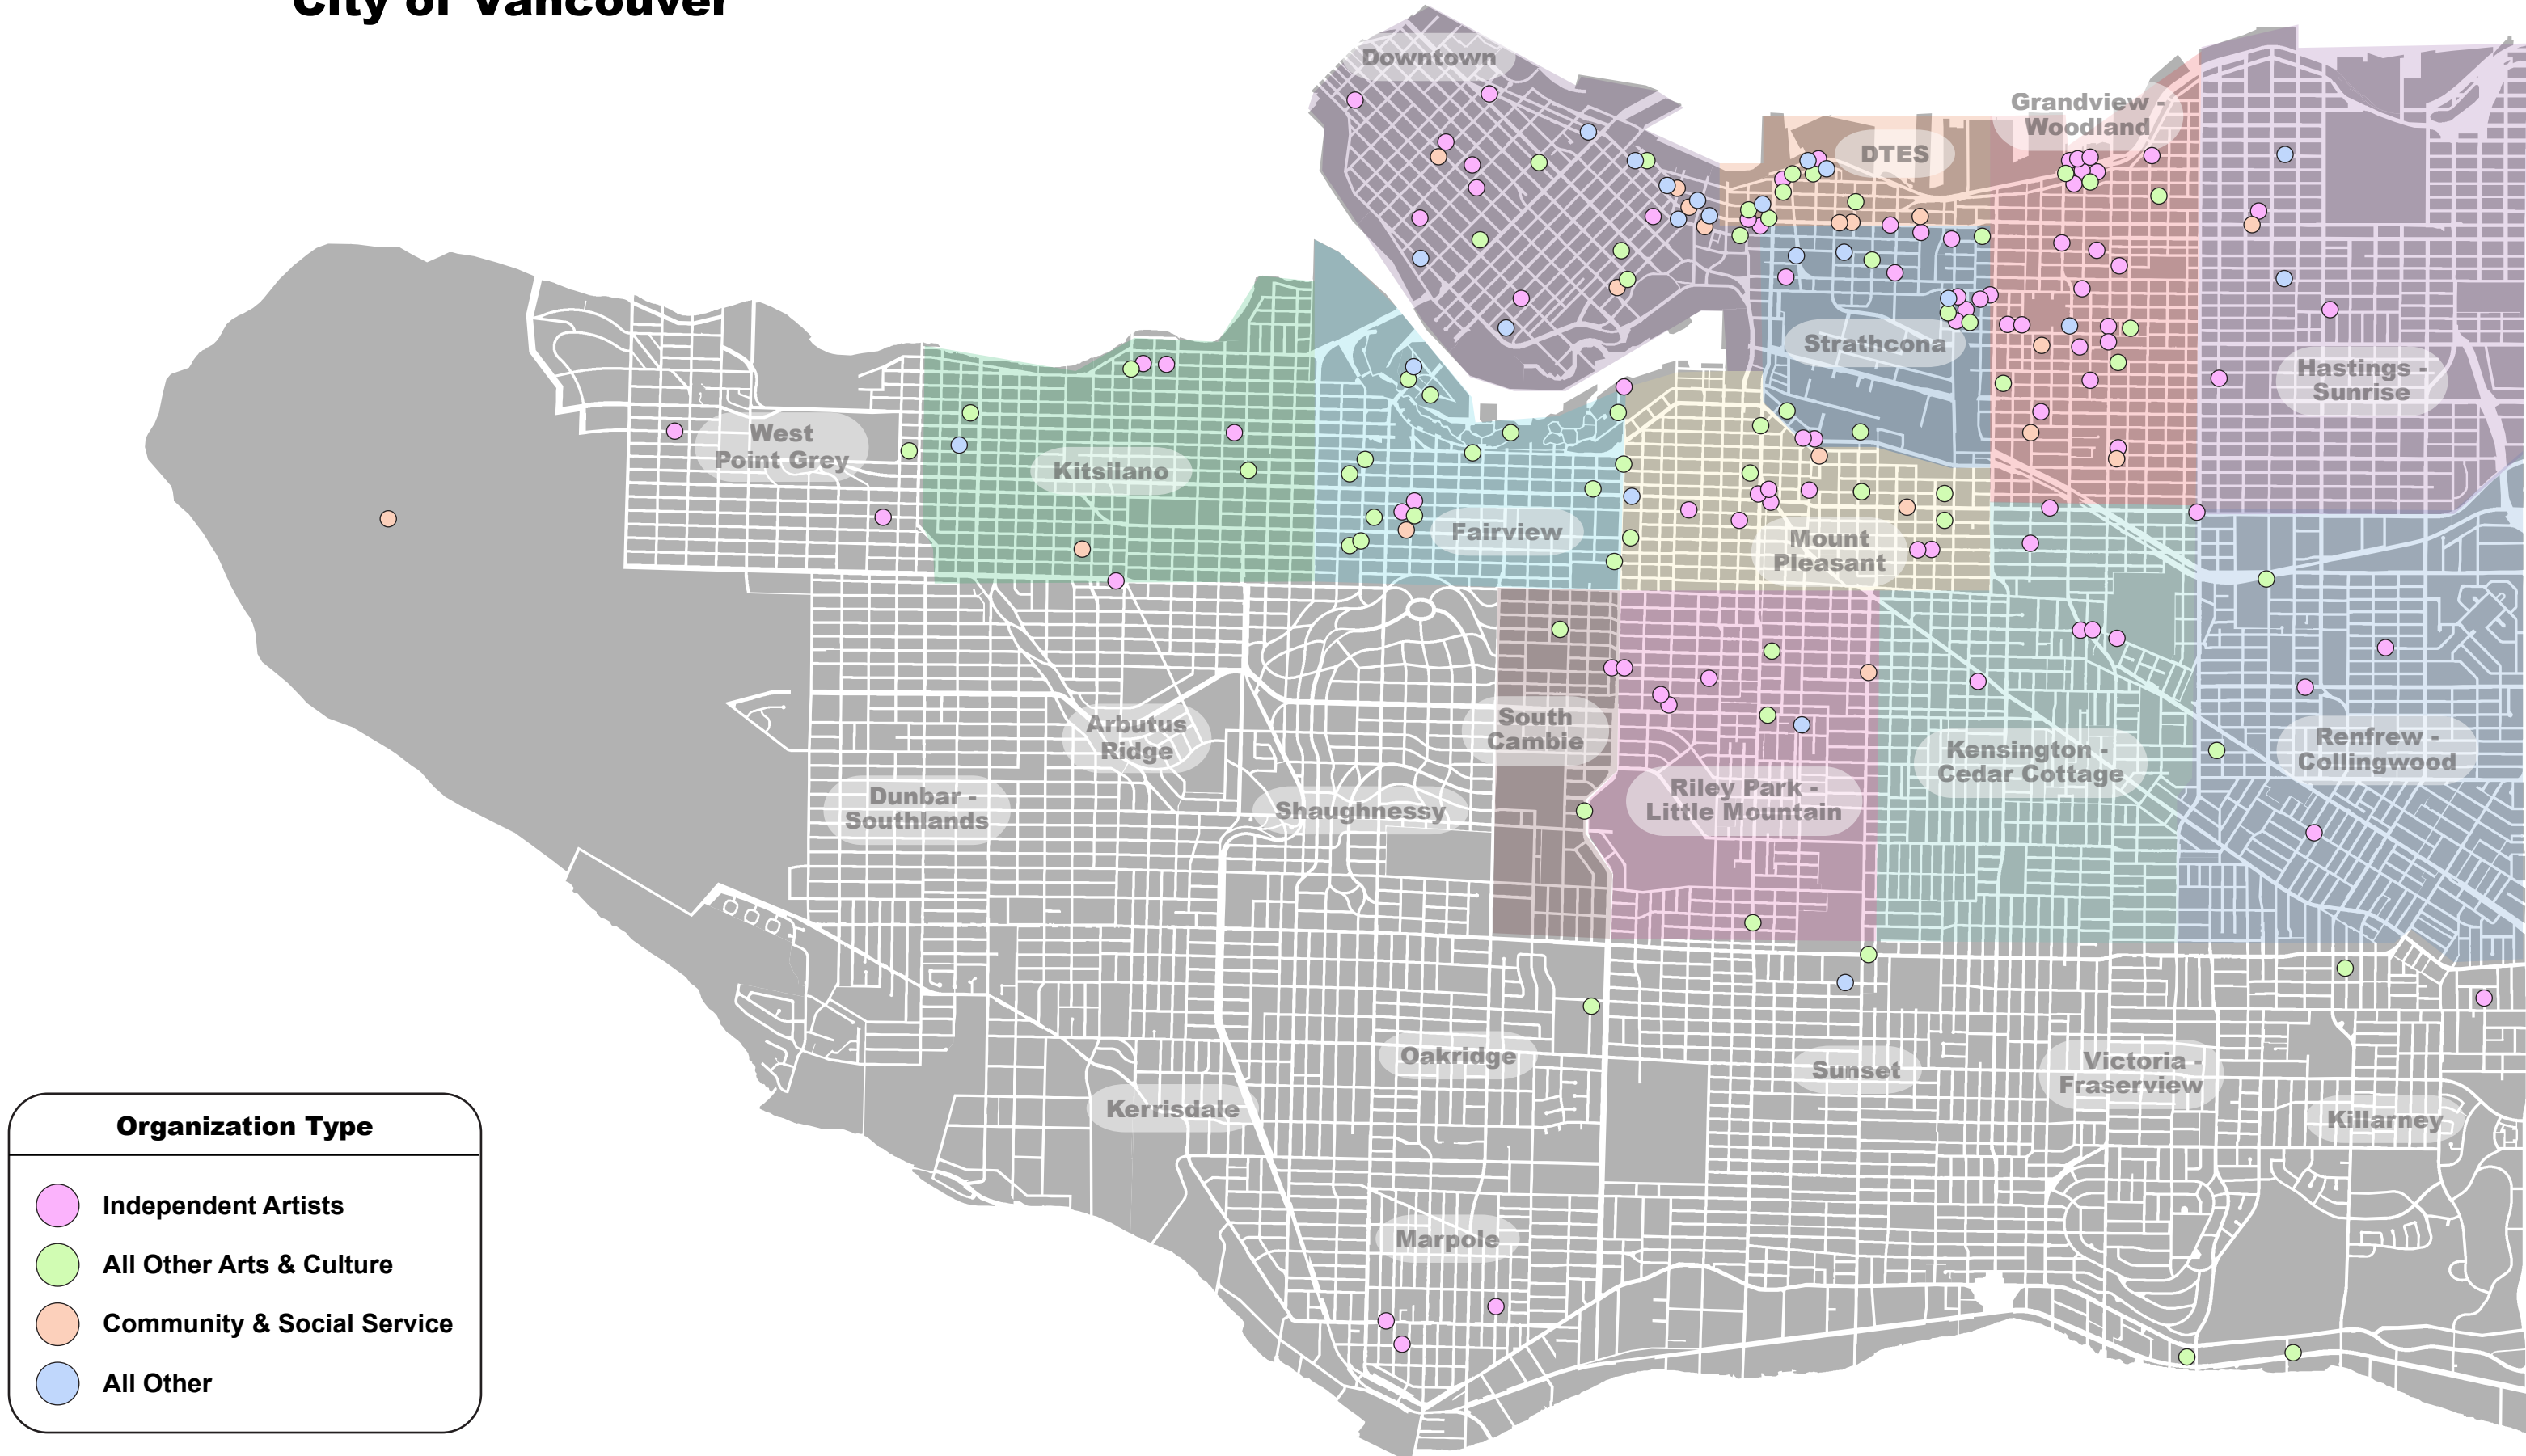 City of Vancouver
Downtown
Grandview -
Woodland
DTES
Strathcona
Hastings -
Sunrise
West
Point Grey
Kitsilano
Fairview
Mount
Pleasant
Arbutus
Ridge
South
Cambie
Kensington -
Cedar Cottage
Renfrew -
Collingwood
Dunbar -
Southlands
Shaughnessy
Riley Park -
Little Mountain
Oakridge
Sunset
Victoria -
Fraserview
Kerrisdale
Killarney
Marpole
Organization Type
Independent Artists
All Other Arts & Culture
Community & Social Service
All Other